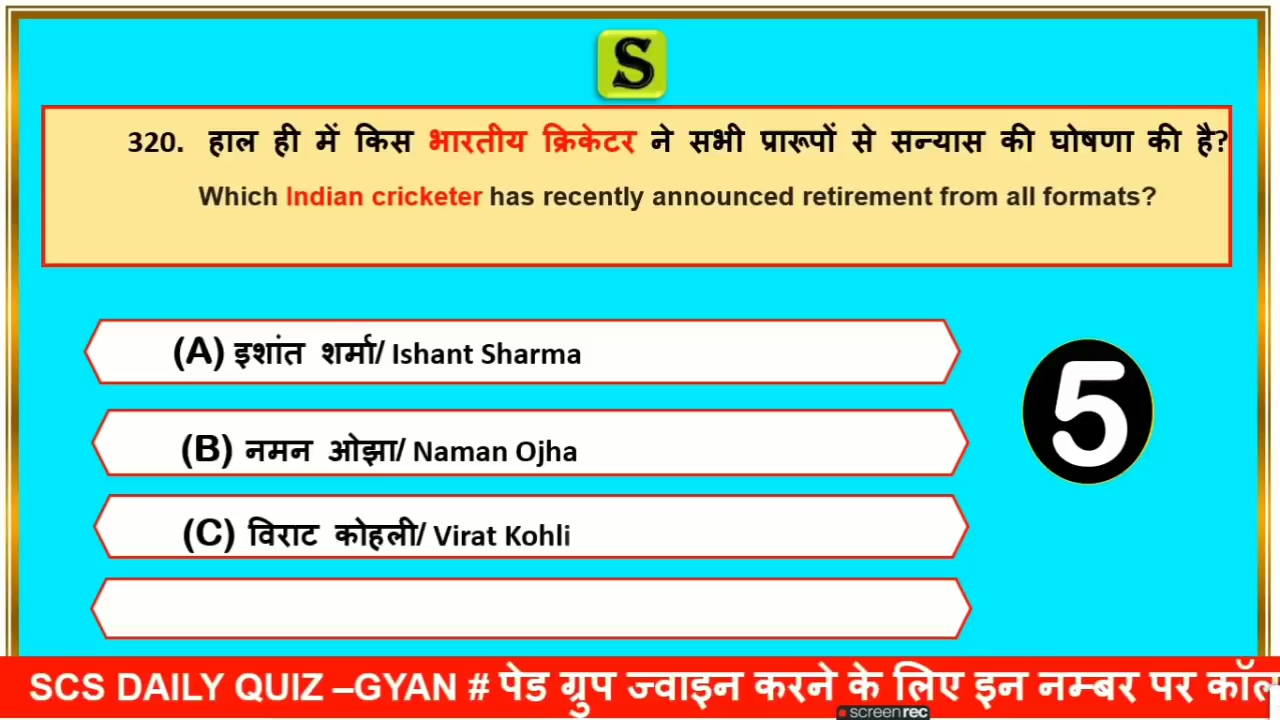 S
320. हाल ही में किस भारतीय क्रिकेटर ने सभी प्रारूपों से सन्यास की घोषणा की है?
Which Indian cricketer has recently announced retirement from all formats?
(A) इशांत शर्मा/ Ishant Sharma
(B) नमन ओझा/ Naman Ojha
5
(C) विराट कोहली/ Virat Kohli
SCS DAILY QUIZ –GYAN # पेड ग्रुप ज्वाइन करने के लिए इन नम्बर पर कॉल
screenrec